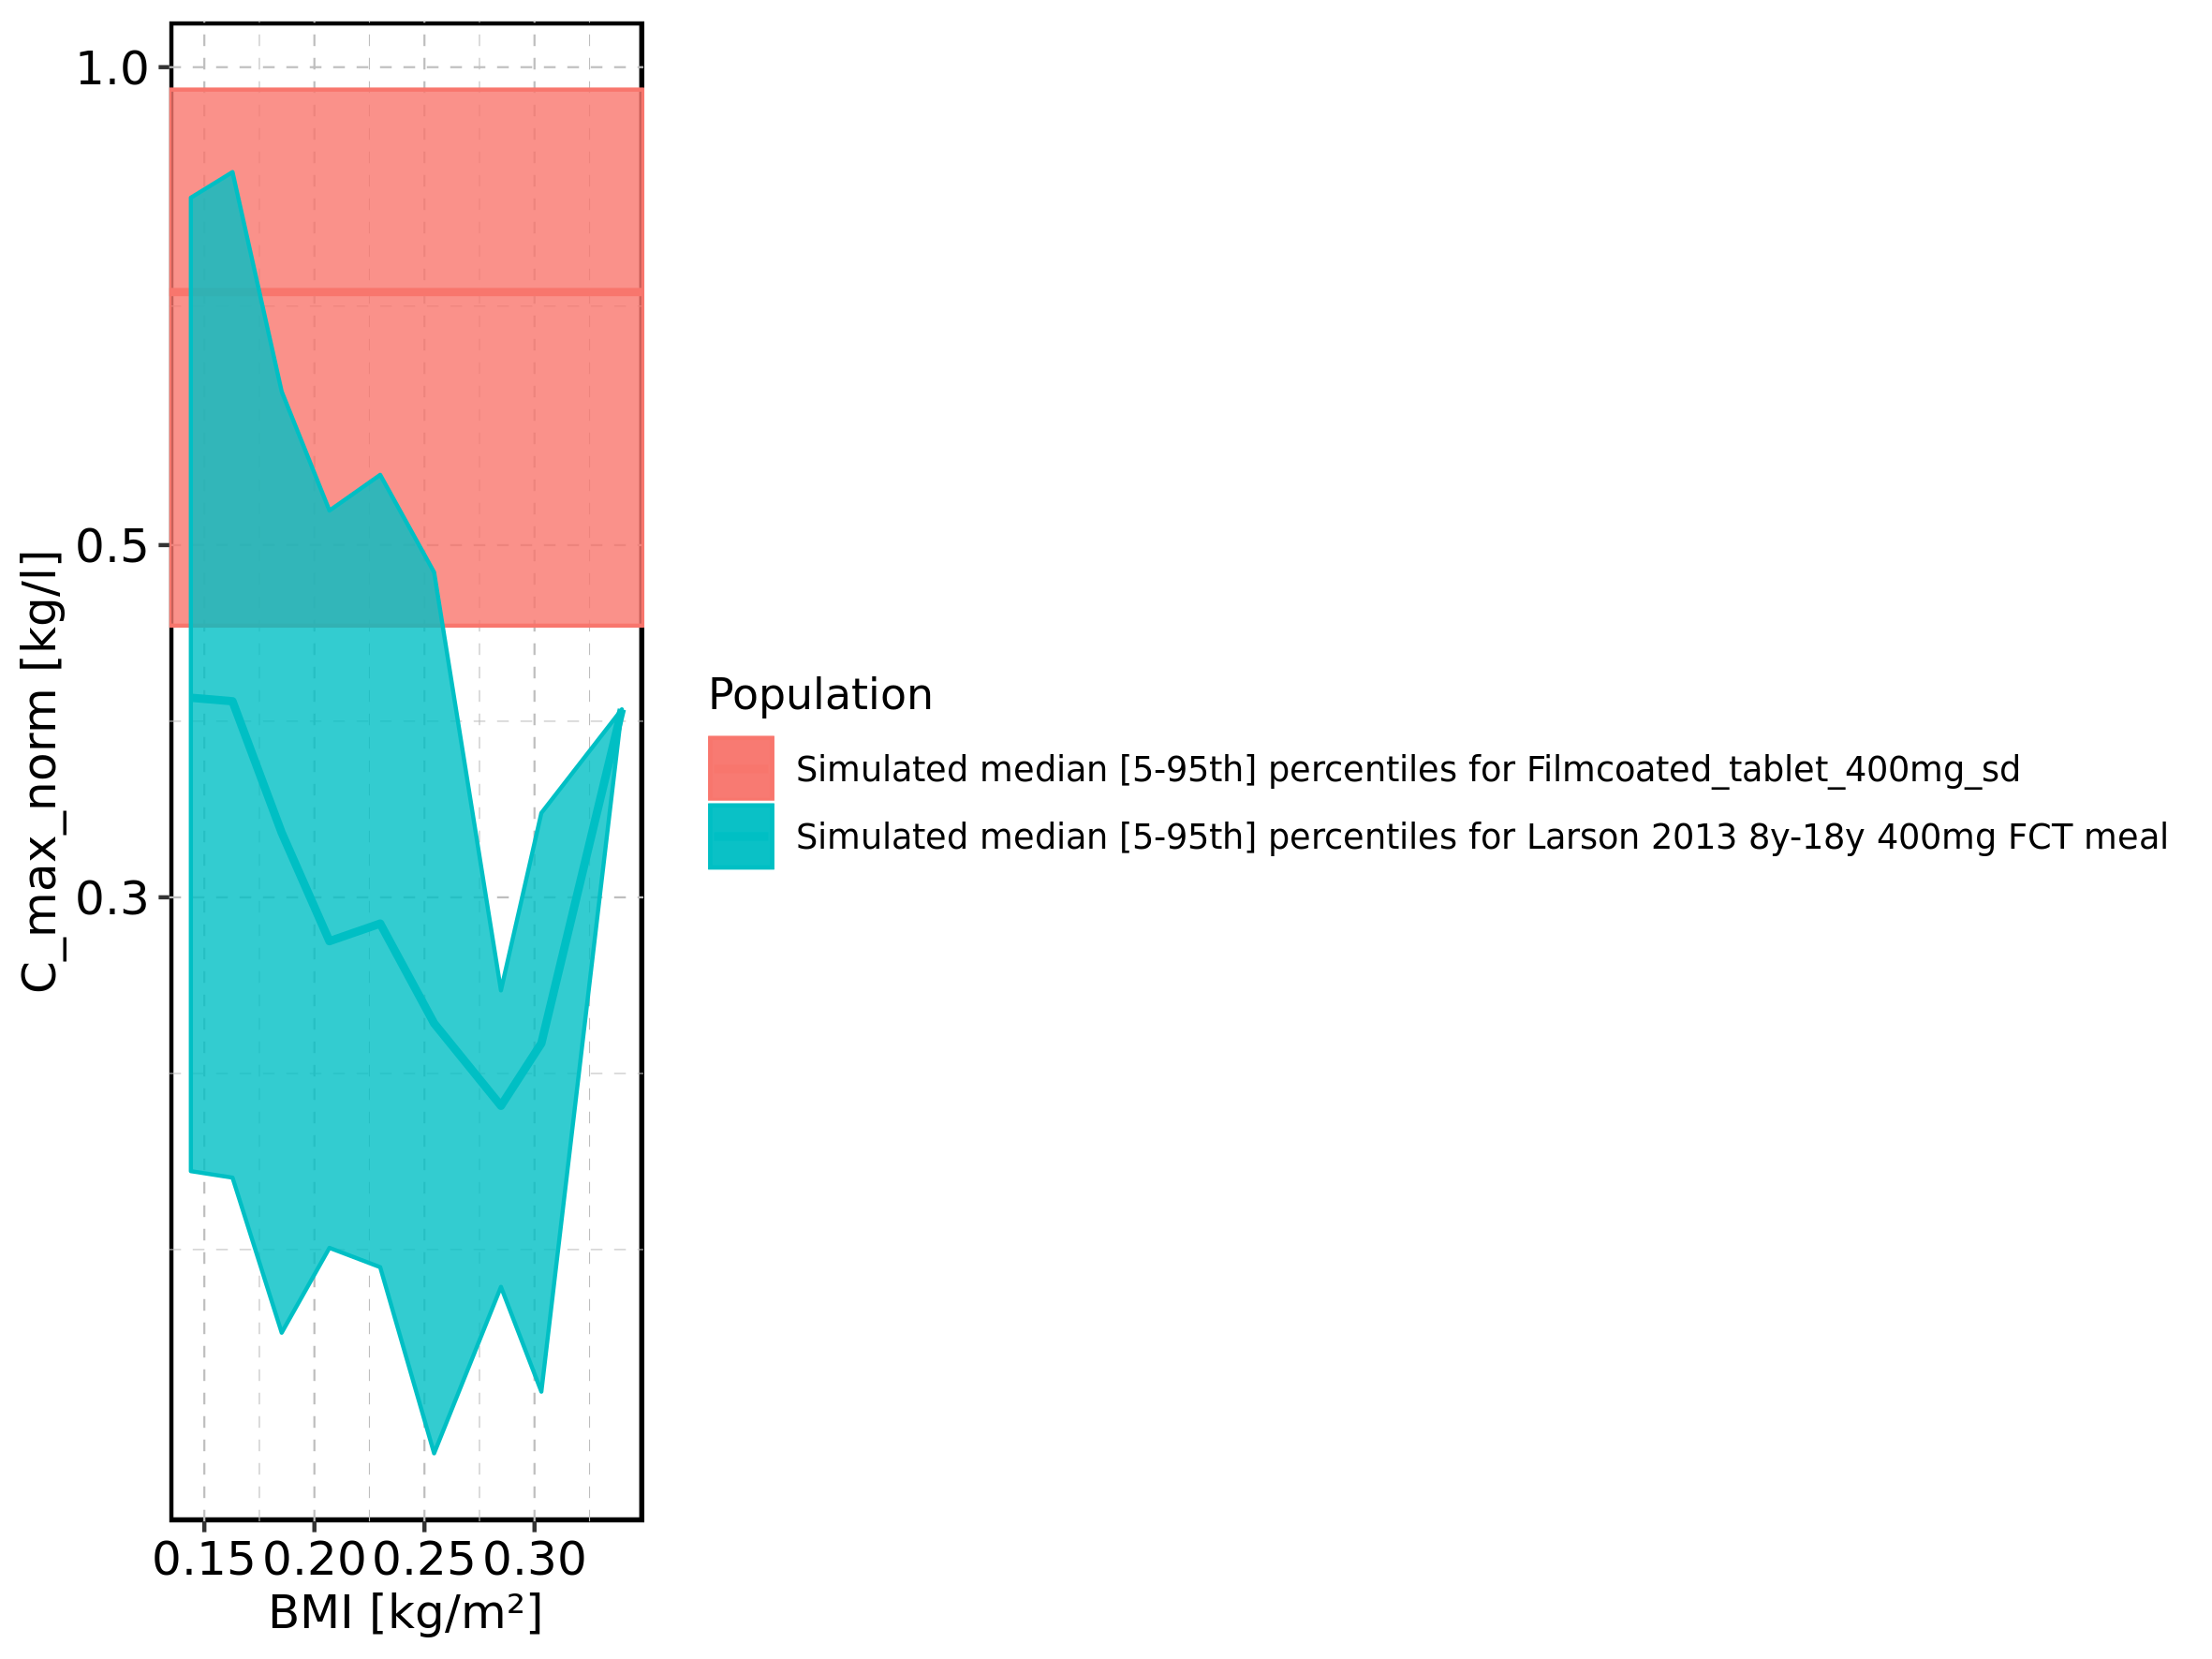 1.0
0.5
0.3
C_max_norm [kg/l]
0.15 0.20 0.25 0.30
BMI [kg/m²]
Population
Simulated median [5-95th] percentiles for Filmcoated_tablet_400mg_sd
Simulated median [5-95th] percentiles for Larson 2013 8y-18y 400mg FCT meal